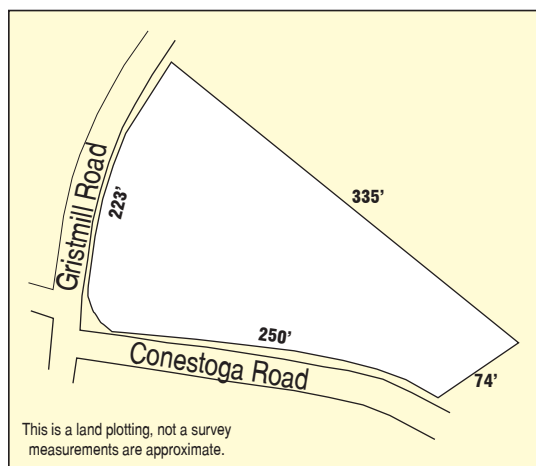 335'
223'
Gristmill Road
250'
Conestoga Road
74'
This is a land plotting, not a survey
measurements are approximate.